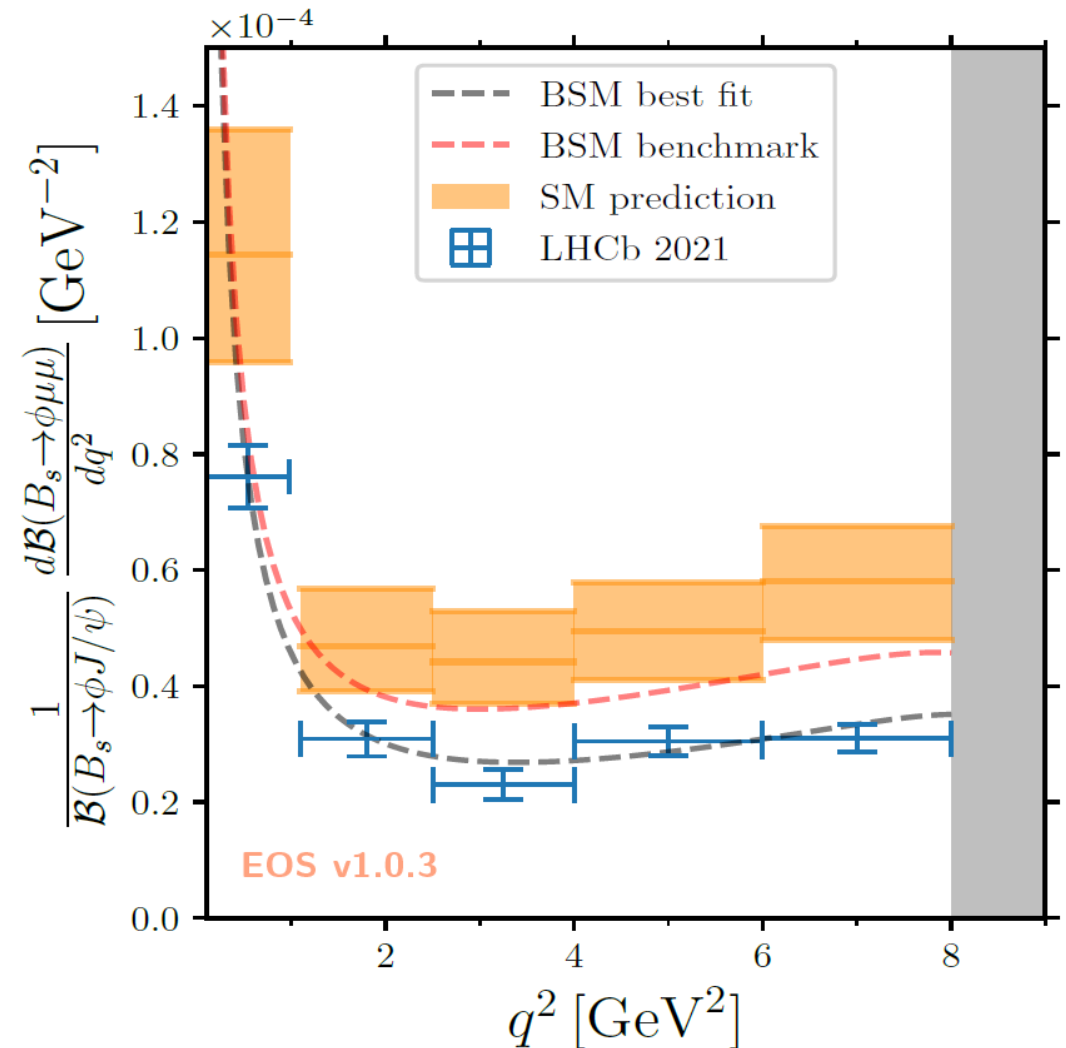 ×10⁻⁴
1.4
1.2
1.0
0.8
0.6
0.4
0.2
0.0
1/B(B_s→ϕJ/ψ) dB(B_s→ϕμμ)/dq² [GeV⁻²]
BSM best fit
BSM benchmark
SM prediction
LHCb 2021
EOS v1.0.3
2 4 6 8
q² [GeV²]